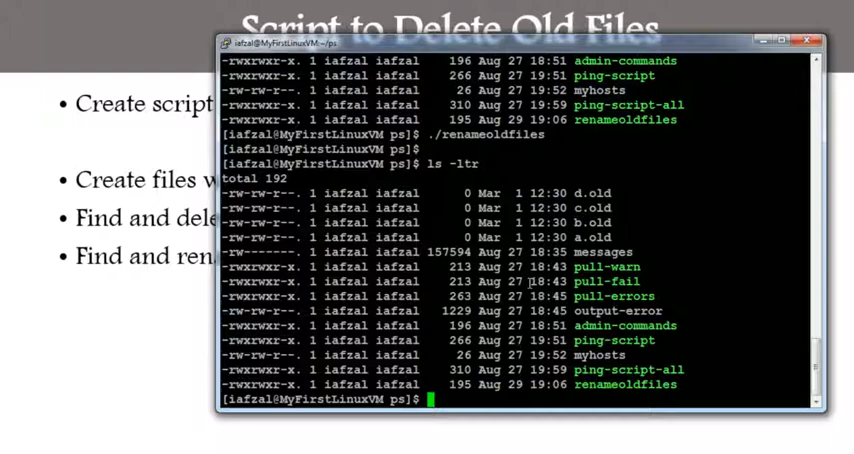 Script to Delete Old Files
• Create script
• Create files w
• Find and dele
• Find and rena
iafzal@MyFirstLinuxVM:~/ps
-rwxrwxr-x. 1 iafzal iafzal 196 Aug 27 18:51 admin-commands
-rwxrwxr-x. 1 iafzal iafzal 266 Aug 27 19:51 ping-script
-rw-rw-r--. 1 iafzal iafzal 26 Aug 27 19:52 myhosts
-rwxrwxr-x. 1 iafzal iafzal 310 Aug 27 19:59 ping-script-all
-rwxrwxr-x. 1 iafzal iafzal 195 Aug 29 19:06 renameoldfiles
[iafzal@MyFirstLinuxVM ps]$ ./renameoldfiles
[iafzal@MyFirstLinuxVM ps]$
[iafzal@MyFirstLinuxVM ps]$ ls -ltr
total 192
-rw-rw-r--. 1 iafzal iafzal 0 Mar 1 12:30 d.old
-rw-rw-r--. 1 iafzal iafzal 0 Mar 1 12:30 c.old
-rw-rw-r--. 1 iafzal iafzal 0 Mar 1 12:30 b.old
-rw-rw-r--. 1 iafzal iafzal 0 Mar 1 12:30 a.old
-rw-------. 1 iafzal iafzal 157594 Aug 27 18:35 messages
-rwxrwxr-x. 1 iafzal iafzal 213 Aug 27 18:43 pull-warn
-rwxrwxr-x. 1 iafzal iafzal 213 Aug 27 18:43 pull-fail
-rwxrwxr-x. 1 iafzal iafzal 263 Aug 27 18:45 pull-errors
-rw-rw-r--. 1 iafzal iafzal 1229 Aug 27 18:45 output-error
-rwxrwxr-x. 1 iafzal iafzal 196 Aug 27 18:51 admin-commands
-rwxrwxr-x. 1 iafzal iafzal 266 Aug 27 19:51 ping-script
-rw-rw-r--. 1 iafzal iafzal 26 Aug 27 19:52 myhosts
-rwxrwxr-x. 1 iafzal iafzal 310 Aug 27 19:59 ping-script-all
-rwxrwxr-x. 1 iafzal iafzal 195 Aug 29 19:06 renameoldfiles
[iafzal@MyFirstLinuxVM ps]$